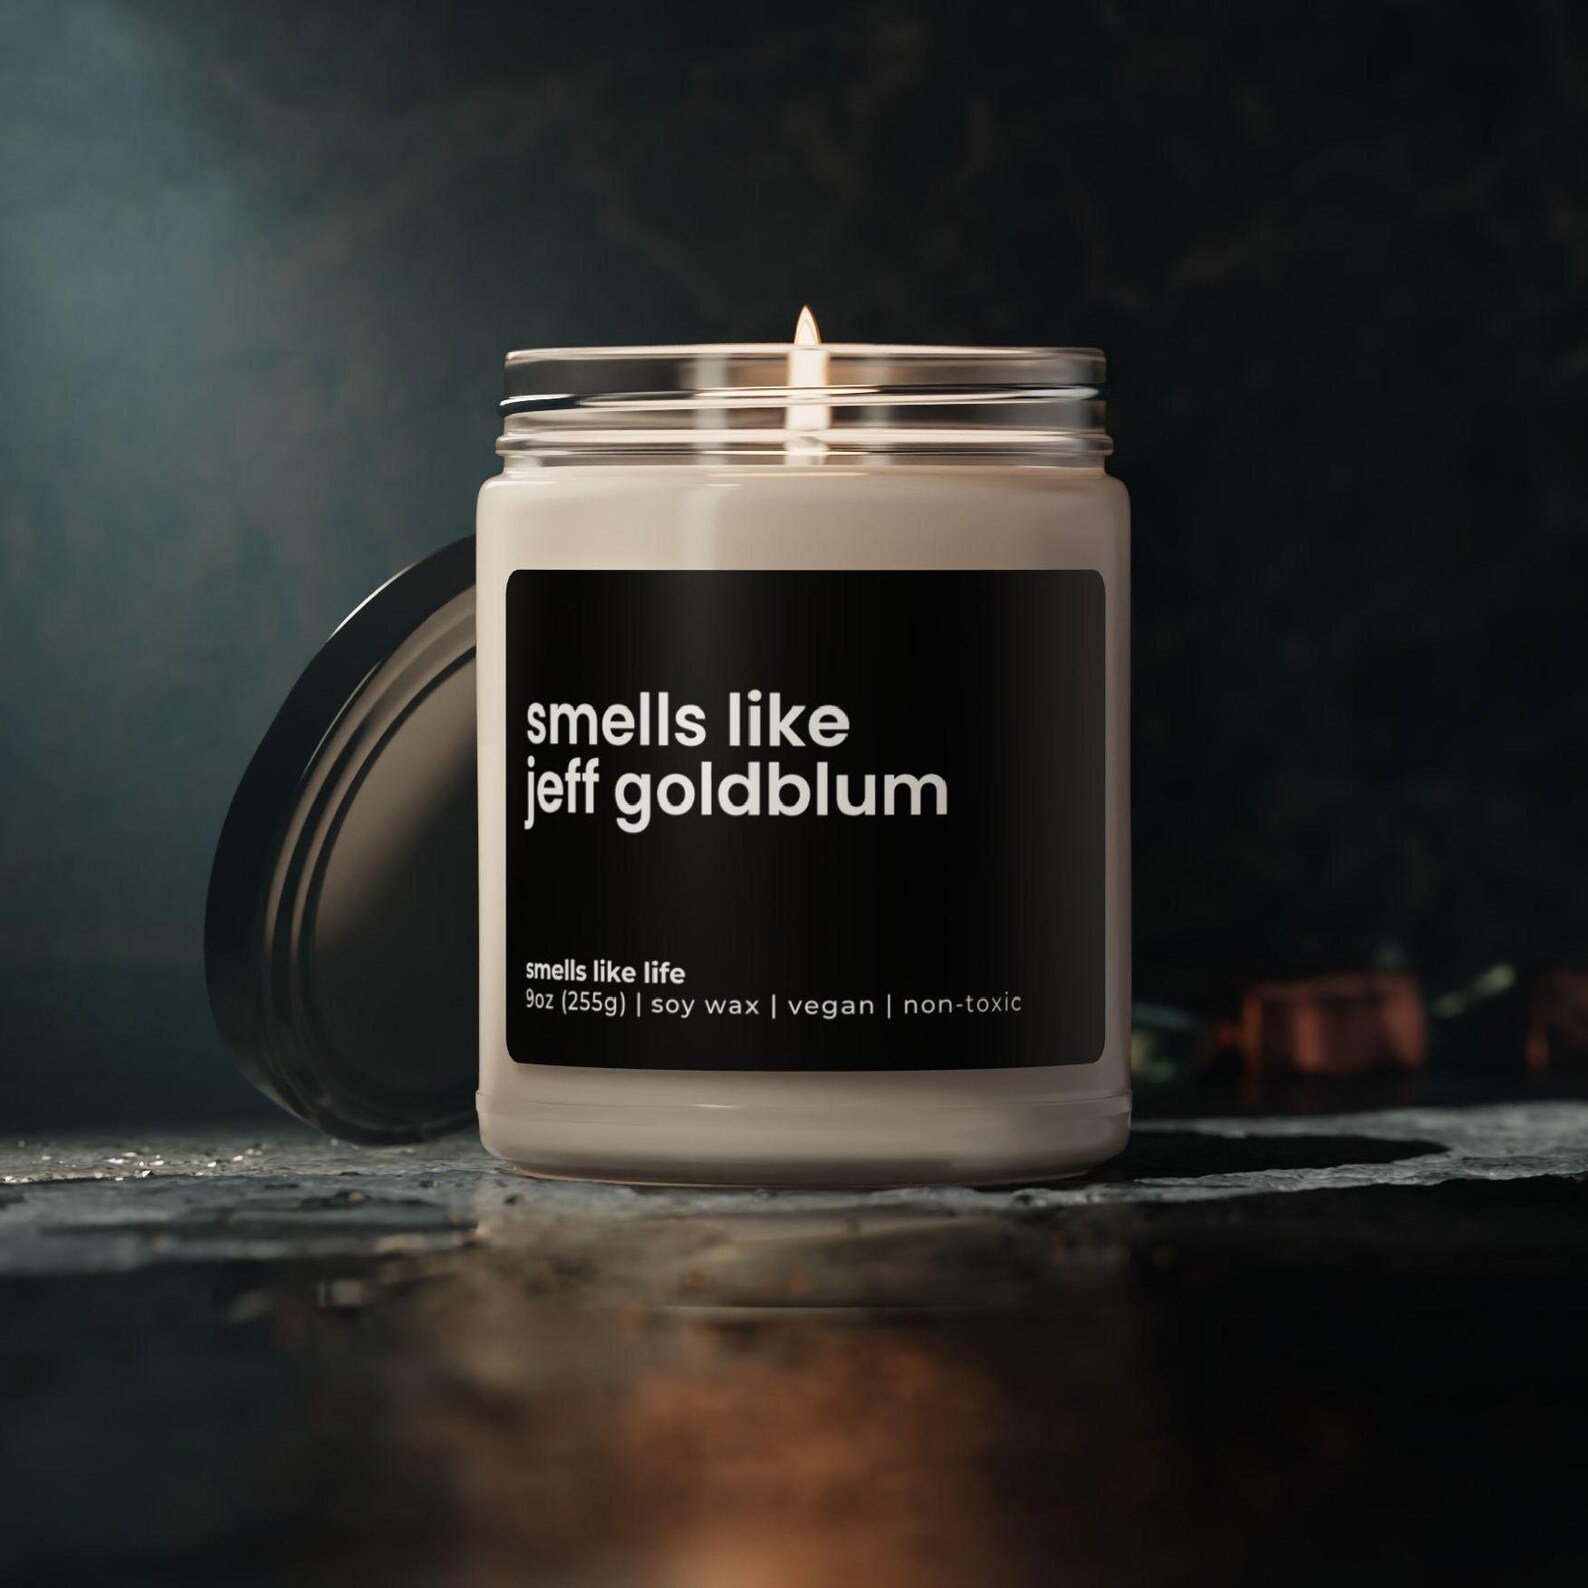 smells like
jeff goldblum
smells like life
9oz (255g) | soy wax | vegan | non-toxic